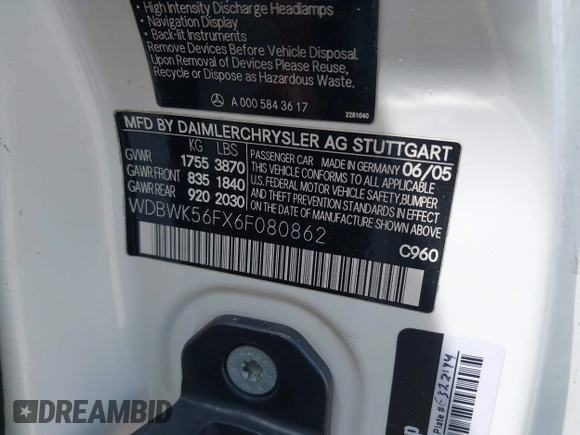 • High Intensity Discharge Headlamps
• Navigation Display
• Back-lit Instruments
Remove Devices Before Vehicle Disposal.
Upon Removal of Devices Please Reuse,
Recycle or Dispose as Hazardous Waste.
A 000 584 36 17
2281040
MFD BY DAIMLERCHRYSLER AG STUTTGART
KG LBS
GVWR 1755 3870
GAWR FRONT 835 1840
GAWR REAR 920 2030
PASSENGER CAR MADE IN GERMANY 06/05
THIS VEHICLE CONFORMS TO ALL APPLICABLE
U.S. FEDERAL MOTOR VEHICLE SAFETY, BUMPER
AND THEFT PREVENTION STANDARDS IN EFFECT
ON THE DATE OF MANUFACTURE SHOWN ABOVE
WDBWK56FX6F080862
C960
Plate #:
DREAMBID